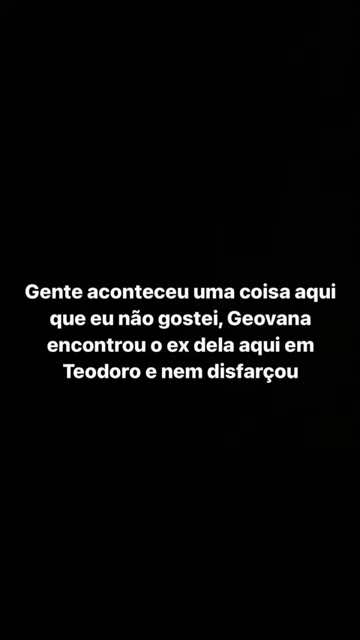 Gente aconteceu uma coisa aqui
que eu não gostei, Geovana
encontrou o ex dela aqui em
Teodoro e nem disfarçou